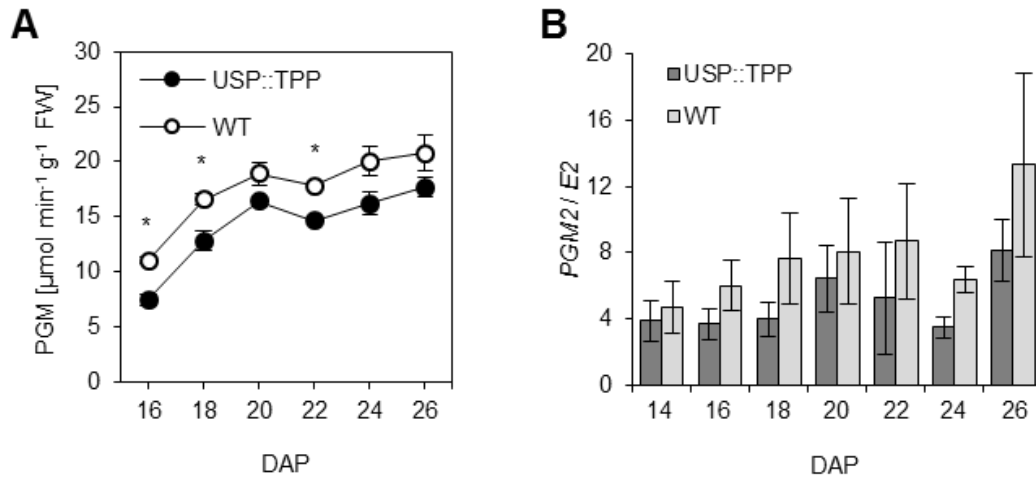 A
PGM [µmol min⁻¹ g⁻¹ FW]
30
25
20
15
10
5
0
USP::TPP
WT
*
*
*
16 18 20 22 24 26
DAP
B
PGM2 / E2
20
16
12
8
4
0
USP::TPP
WT
14 16 18 20 22 24 26
DAP